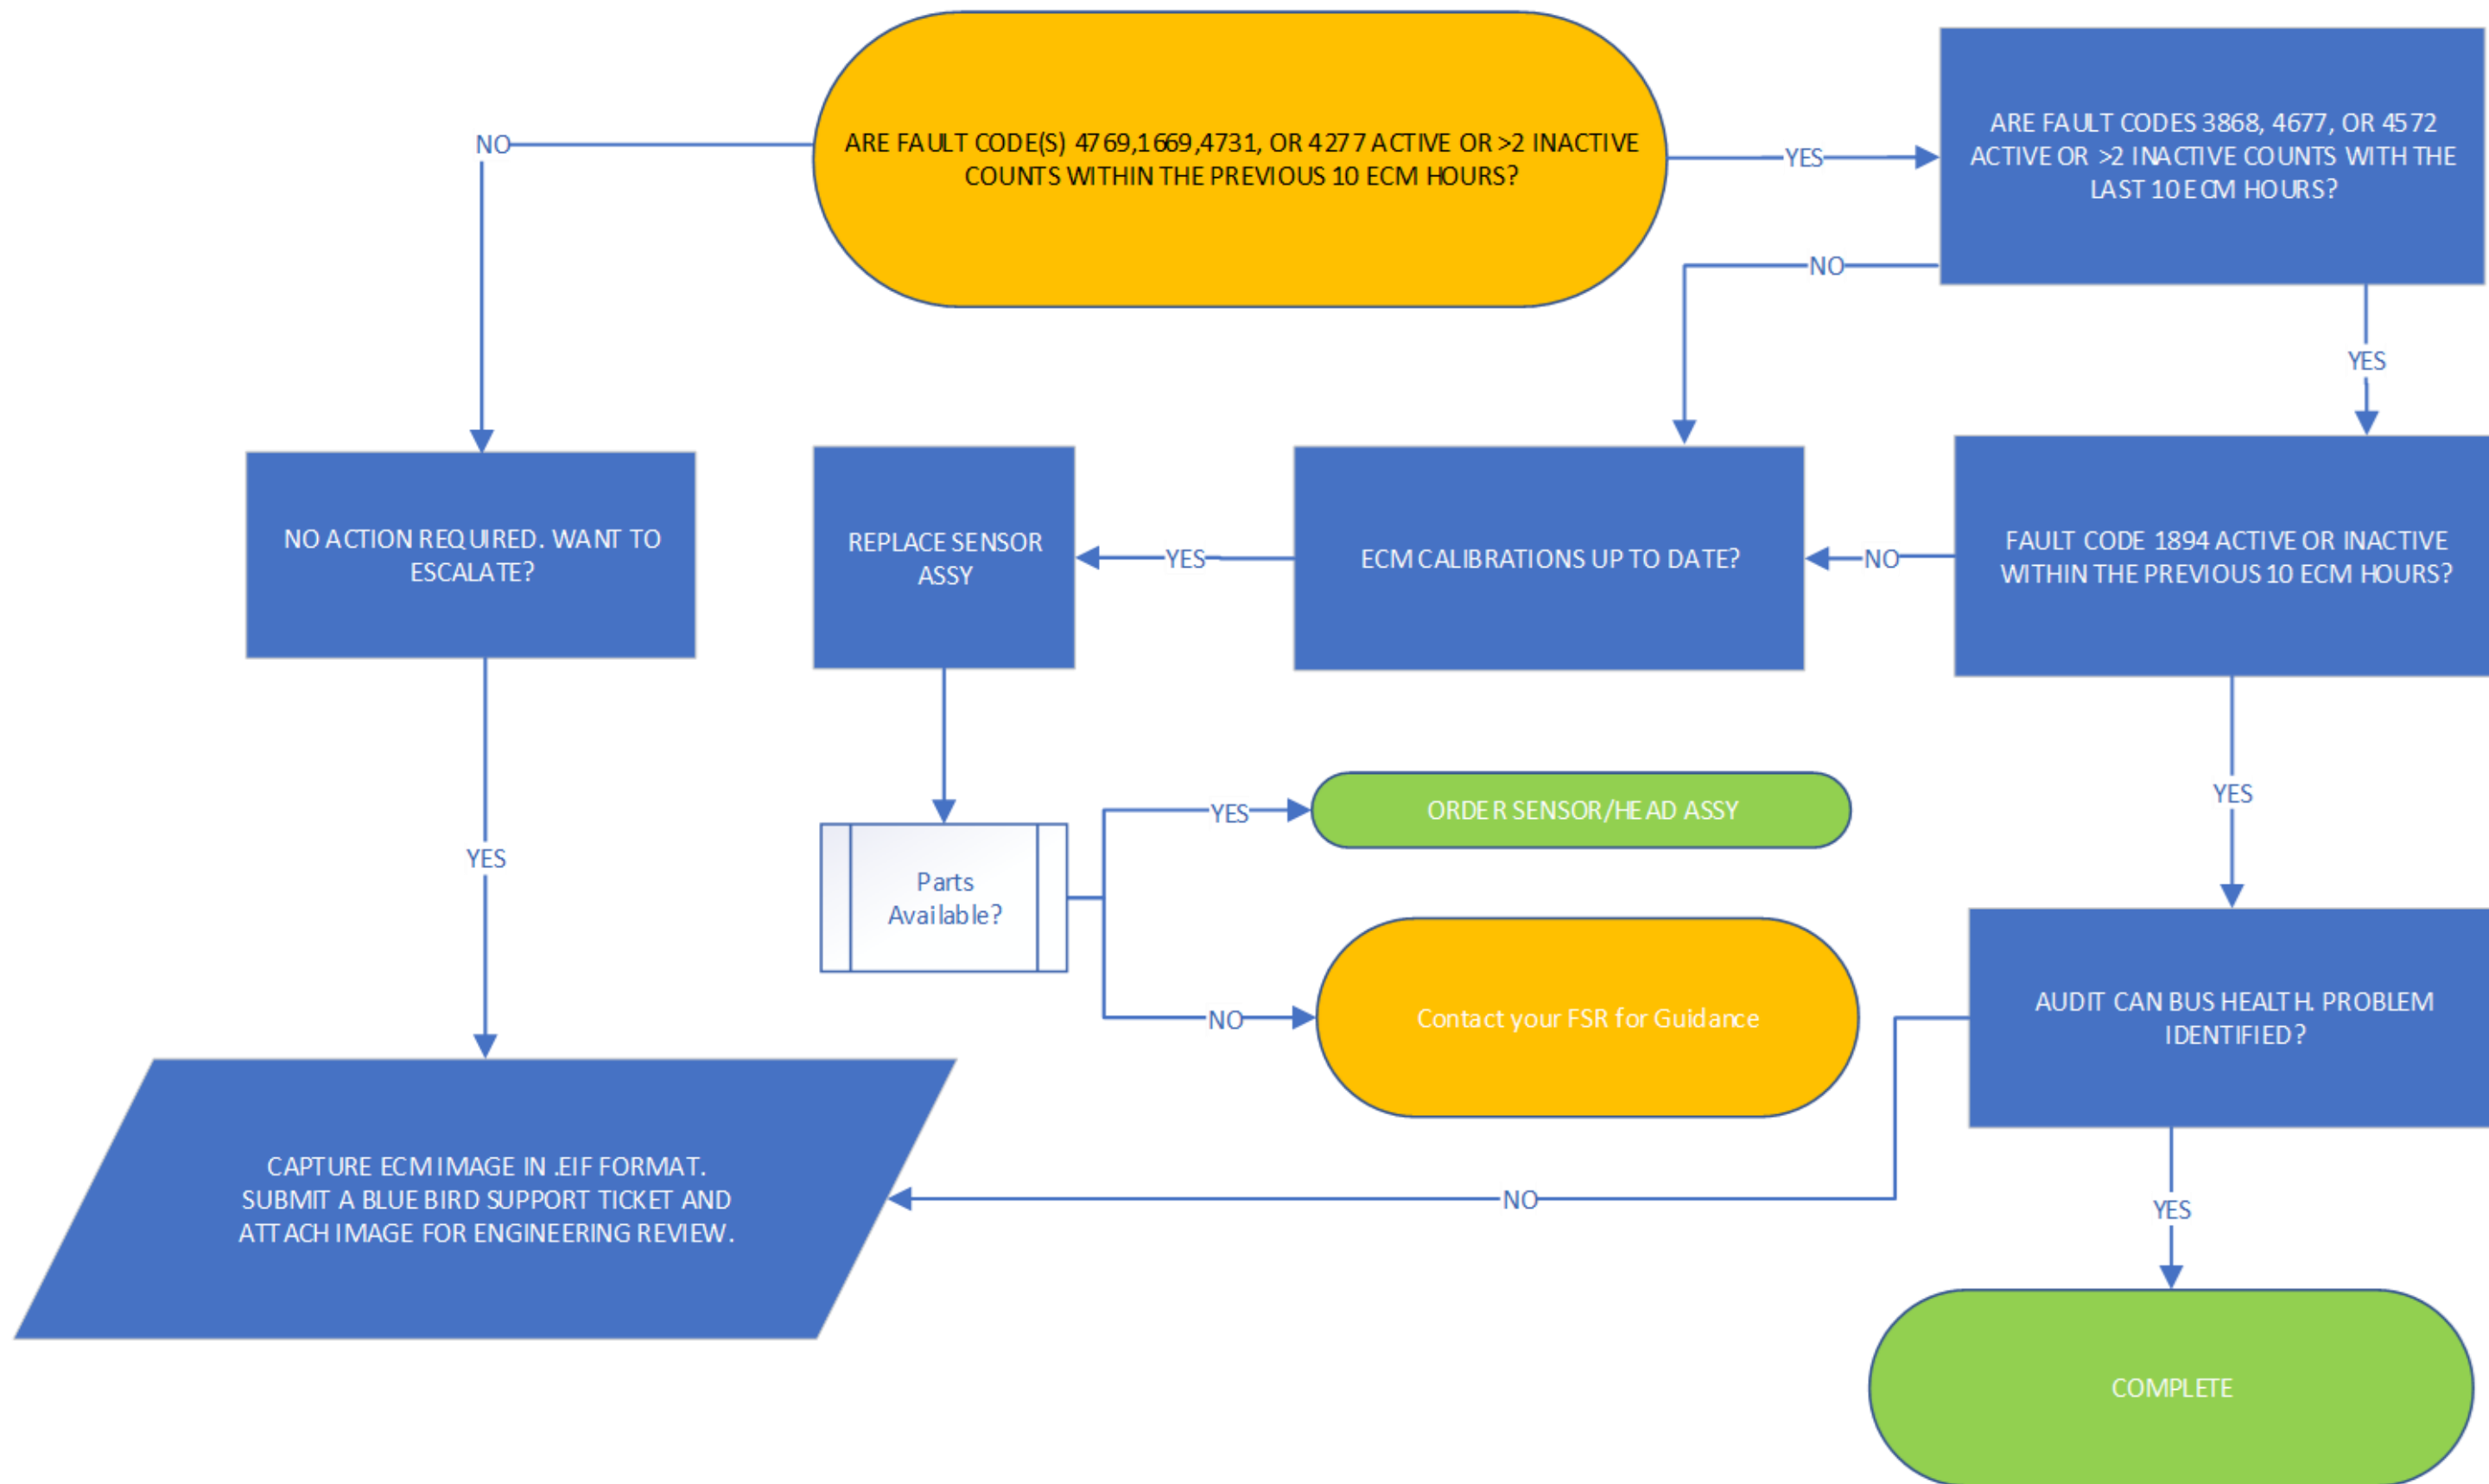 ARE FAULT CODE(S) 4769,1669,4731, OR 4277 ACTIVE OR >2 INACTIVE
COUNTS WITHIN THE PREVIOUS 10 ECM HOURS?
NO
YES
ARE FAULT CODES 3868, 4677, OR 4572
ACTIVE OR >2 INACTIVE COUNTS WITH THE
LAST 10 ECM HOURS?
NO
YES
NO ACTION REQUIRED. WANT TO
ESCALATE?
REPLACE SENSOR
ASSY
YES
ECM CALIBRATIONS UP TO DATE?
NO
FAULT CODE 1894 ACTIVE OR INACTIVE
WITHIN THE PREVIOUS 10 ECM HOURS?
YES
YES
Parts
Available?
YES
ORDER SENSOR/HEAD ASSY
NO
Contact your FSR for Guidance
AUDIT CAN BUS HEALTH. PROBLEM
IDENTIFIED?
CAPTURE ECM IMAGE IN .EIF FORMAT.
SUBMIT A BLUE BIRD SUPPORT TICKET AND
ATTACH IMAGE FOR ENGINEERING REVIEW.
NO
YES
COMPLETE